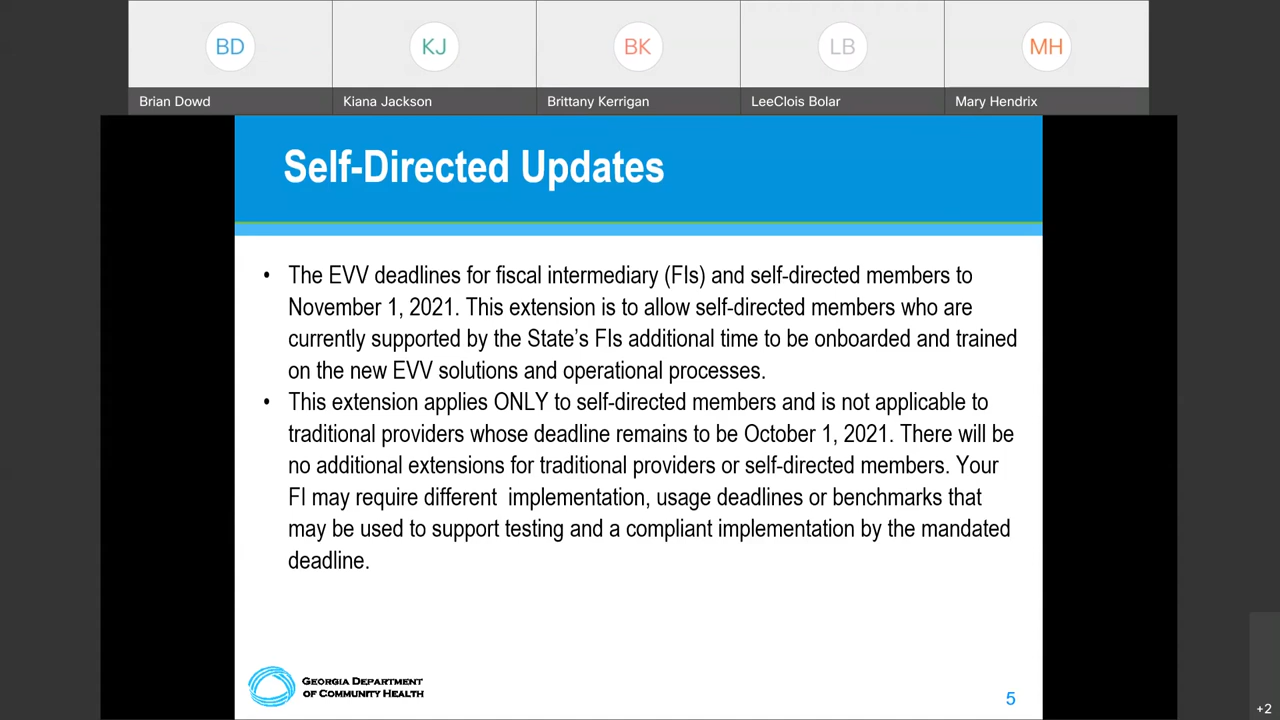 BD
KJ
BK
LB
MH
Brian Dowd
Kiana Jackson
Brittany Kerrigan
LeeClois Bolar
Mary Hendrix
Self-Directed Updates
• The EVV deadlines for fiscal intermediary (FIs) and self-directed members to
November 1, 2021. This extension is to allow self-directed members who are
currently supported by the State's FIs additional time to be onboarded and trained
on the new EVV solutions and operational processes.
• This extension applies ONLY to self-directed members and is not applicable to
traditional providers whose deadline remains to be October 1, 2021. There will be
no additional extensions for traditional providers or self-directed members. Your
FI may require different  implementation, usage deadlines or benchmarks that
may be used to support testing and a compliant implementation by the mandated
deadline.
GEORGIA DEPARTMENT
OF COMMUNITY HEALTH
5
+2